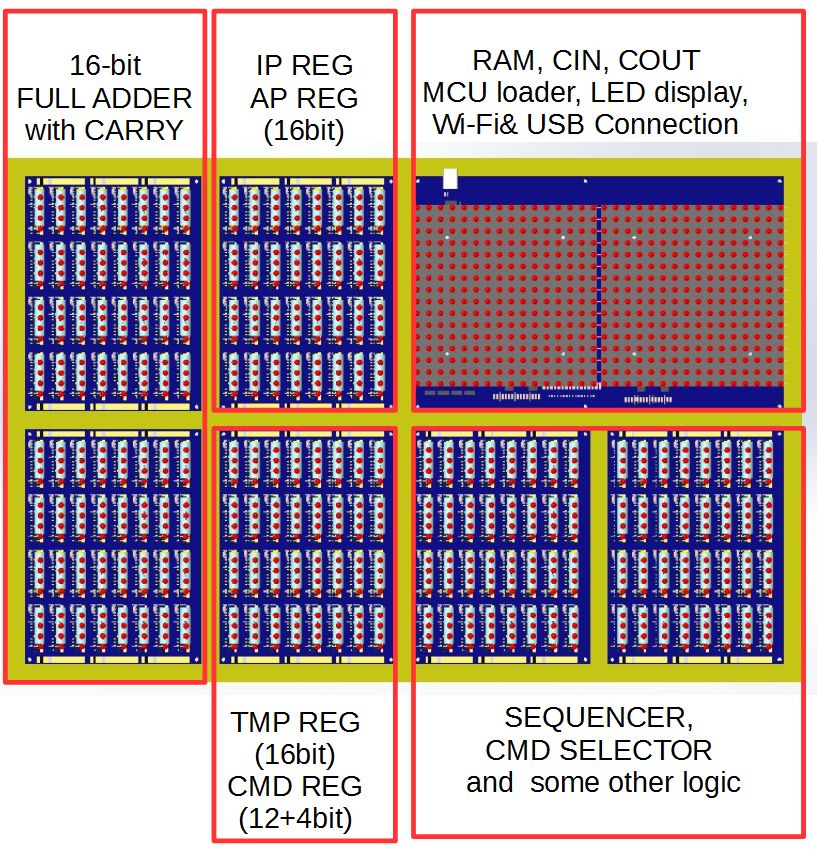 16-bit
FULL ADDER
with CARRY
IP REG
AP REG
(16bit)
RAM, CIN, COUT
MCU loader, LED display,
Wi-Fi& USB Connection
TMP REG
(16bit)
CMD REG
(12+4bit)
SEQUENCER,
CMD SELECTOR
and some other logic